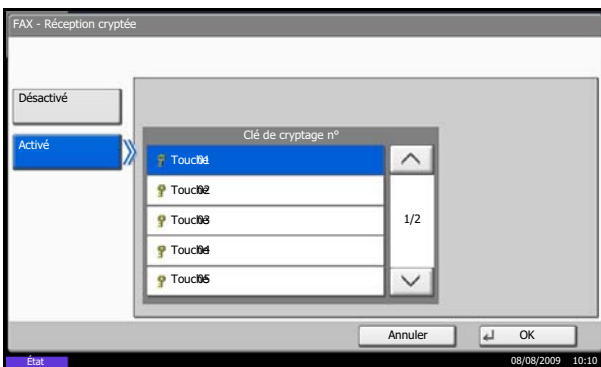 FAX - Réception cryptée
Désactivé
Activé
Clé de cryptage n°
Touche01
Touche02
Touche03
Touche04
Touche05
1/2
Annuler
OK
État
08/08/2009 10:10